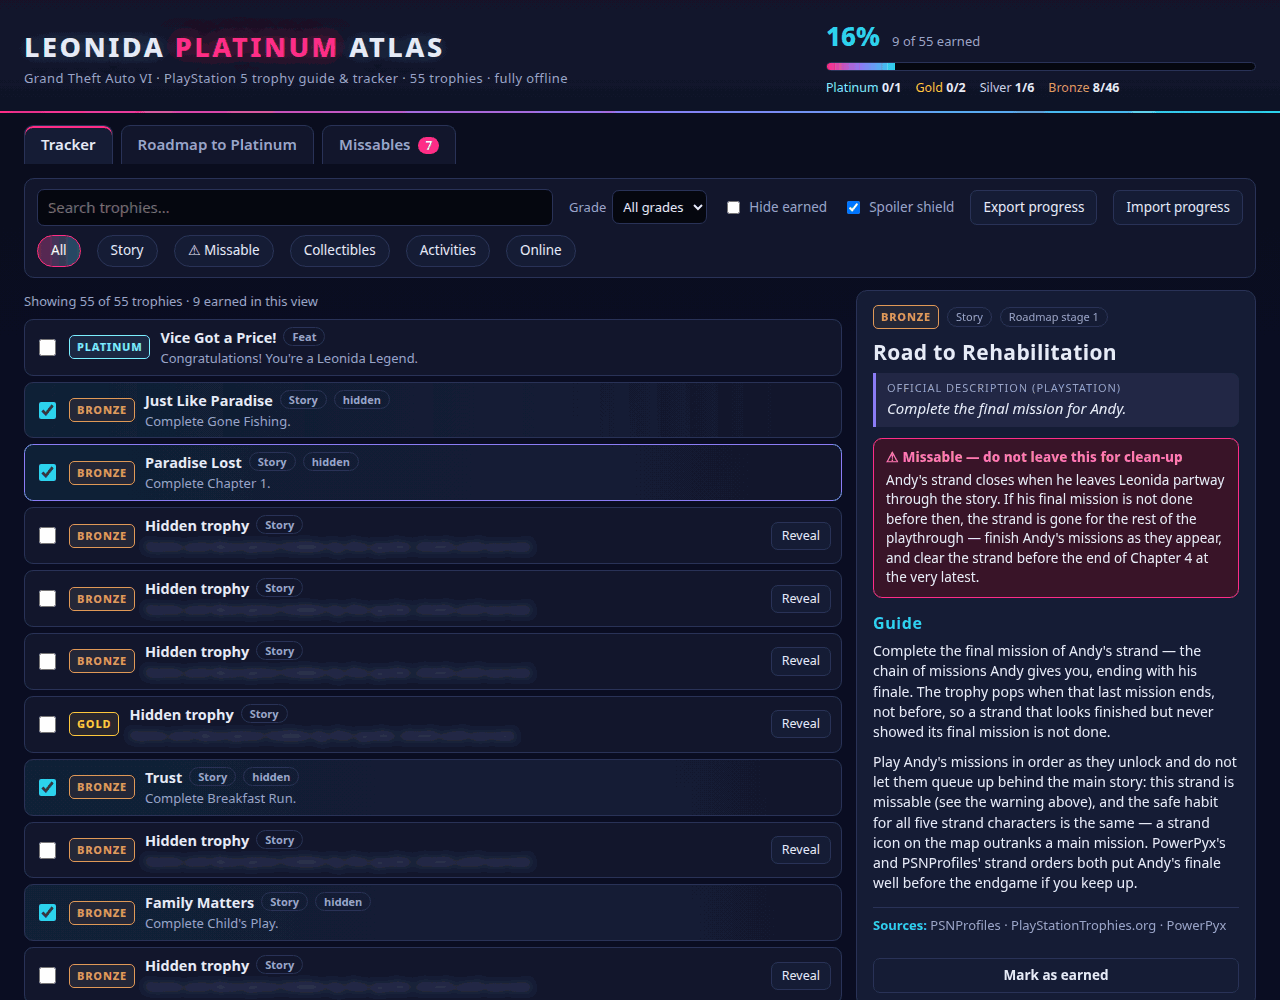 LEONIDA PLATINUM ATLAS
Grand Theft Auto VI · PlayStation 5 trophy guide & tracker · 55 trophies · fully offline
16% 9 of 55 earned
Platinum 0/1 Gold 0/2 Silver 1/6 Bronze 8/46
Tracker Roadmap to Platinum Missables 7
Search trophies... Grade All grades Hide earned Spoiler shield Export progress Import progress
All Story ⚠ Missable Collectibles Activities Online
Showing 55 of 55 trophies · 9 earned in this view
PLATINUM Vice Got a Price! Feat
Congratulations! You're a Leonida Legend.
BRONZE Just Like Paradise Story hidden
Complete Gone Fishing.
BRONZE Paradise Lost Story hidden
Complete Chapter 1.
BRONZE Hidden trophy Story Reveal
BRONZE Hidden trophy Story Reveal
BRONZE Hidden trophy Story Reveal
GOLD Hidden trophy Story Reveal
BRONZE Trust Story hidden
Complete Breakfast Run.
BRONZE Hidden trophy Story Reveal
BRONZE Family Matters Story hidden
Complete Child's Play.
BRONZE Hidden trophy Story Reveal
BRONZE Story Roadmap stage 1
Road to Rehabilitation
OFFICIAL DESCRIPTION (PLAYSTATION)
Complete the final mission for Andy.
⚠ Missable — do not leave this for clean-up
Andy's strand closes when he leaves Leonida partway
through the story. If his final mission is not done
before then, the strand is gone for the rest of the
playthrough — finish Andy's missions as they appear,
and clear the strand before the end of Chapter 4 at
the very latest.
Guide
Complete the final mission of Andy's strand — the
chain of missions Andy gives you, ending with his
finale. The trophy pops when that last mission ends,
not before, so a strand that looks finished but never
showed its final mission is not done.
Play Andy's missions in order as they unlock and do not
let them queue up behind the main story: this strand is
missable (see the warning above), and the safe habit
for all five strand characters is the same — a strand
icon on the map outranks a main mission. PowerPyx's
and PSNProfiles' strand orders both put Andy's finale
well before the endgame if you keep up.
Sources: PSNProfiles · PlayStationTrophies.org · PowerPyx
Mark as earned